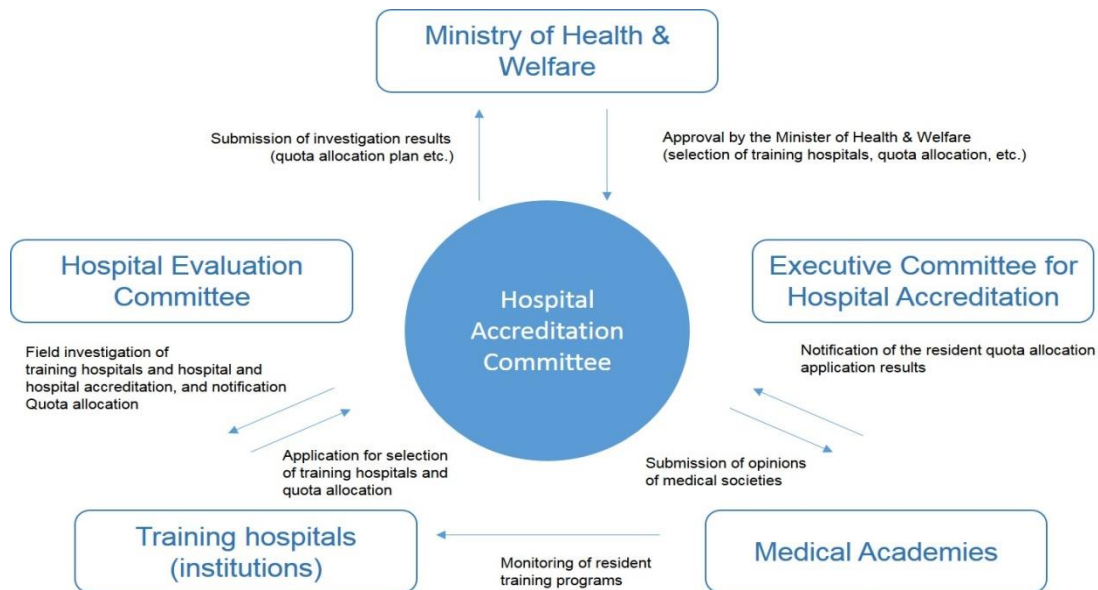 Ministry of Health &
Welfare
Submission of investigation results
(quota allocation plan etc.)
Approval by the Minister of Health & Welfare
(selection of training hospitals, quota allocation, etc.)
Hospital Evaluation
Committee
Hospital
Accreditation
Committee
Executive Committee for
Hospital Accreditation
Field investigation of
training hospitals and hospital and
hospital accreditation, and notification
Quota allocation
Notification of the resident quota allocation
application results
Application for selection
of training hospitals and
quota allocation
Submission of opinions
of medical societies
Training hospitals
(institutions)
Monitoring of resident
training programs
Medical Academies